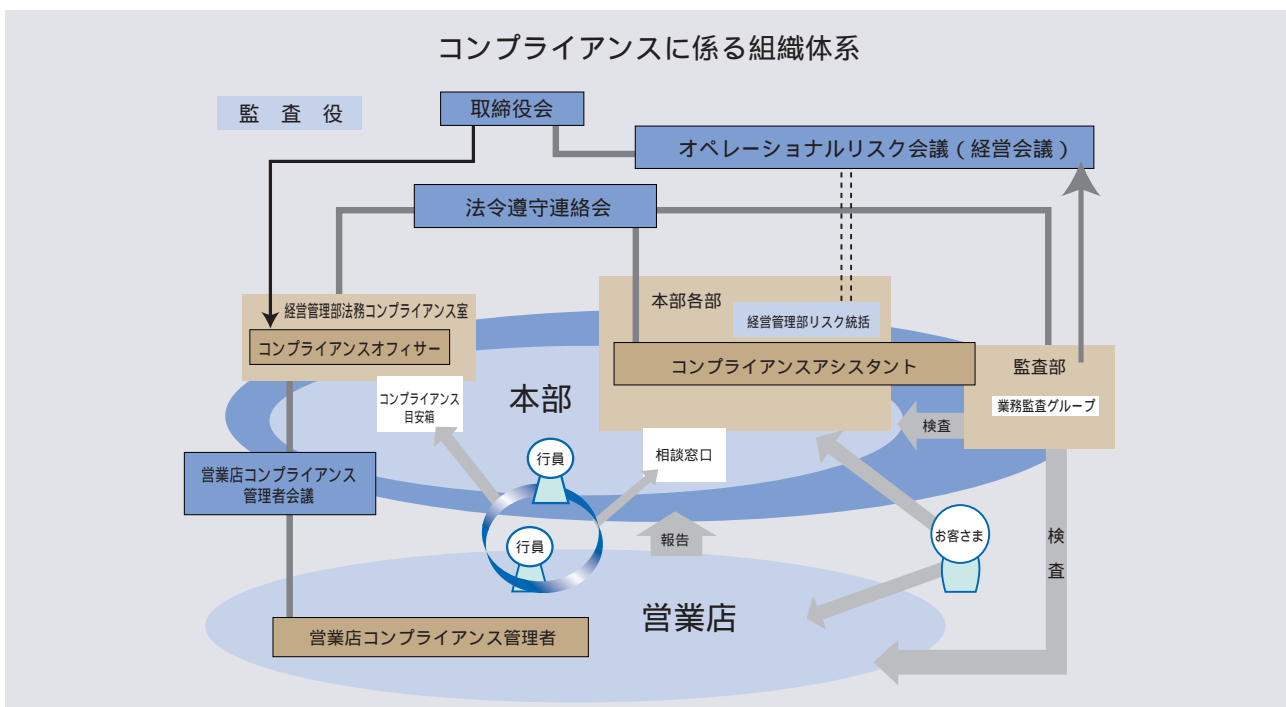 コンプライアンスに係る組織体系
監査役
取締役会
オペレーショナルリスク会議(経営会議)
法令遵守連絡会
経営管理部法務コンプライアンス室
コンプライアンスオフィサー
本部各部
経営管理部リスク統括
コンプライアンスアシスタント
監査部
業務監査グループ
コンプライアンス
目安箱
本部
検査
相談窓口
行員
営業店コンプライアンス
管理者会議
行員
報告
お客さま
検査
営業店
営業店コンプライアンス管理者